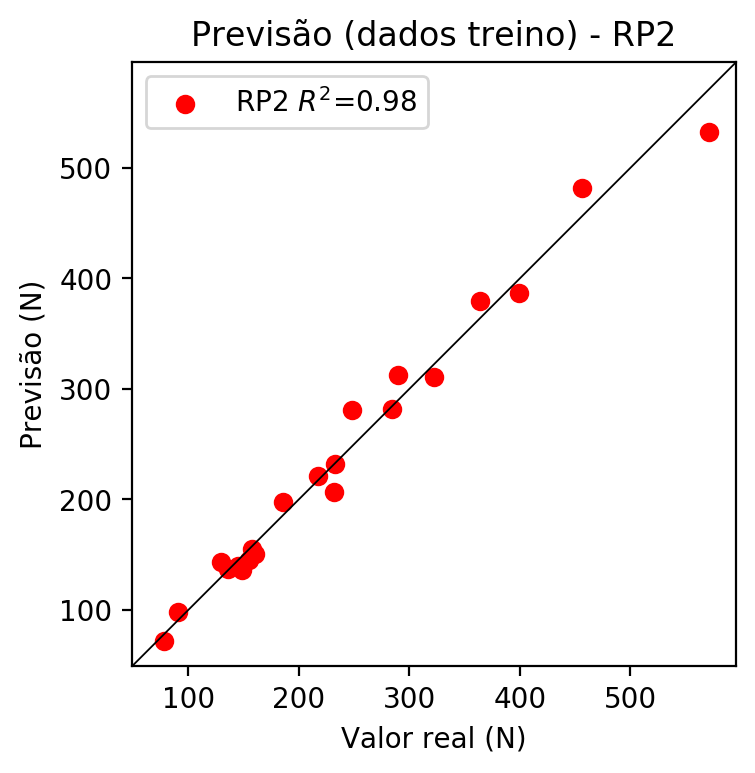 Previsão (dados treino) - RP2
RP2 R²=0.98
Previsão (N)
500
400
300
200
100
100 200 300 400 500
Valor real (N)